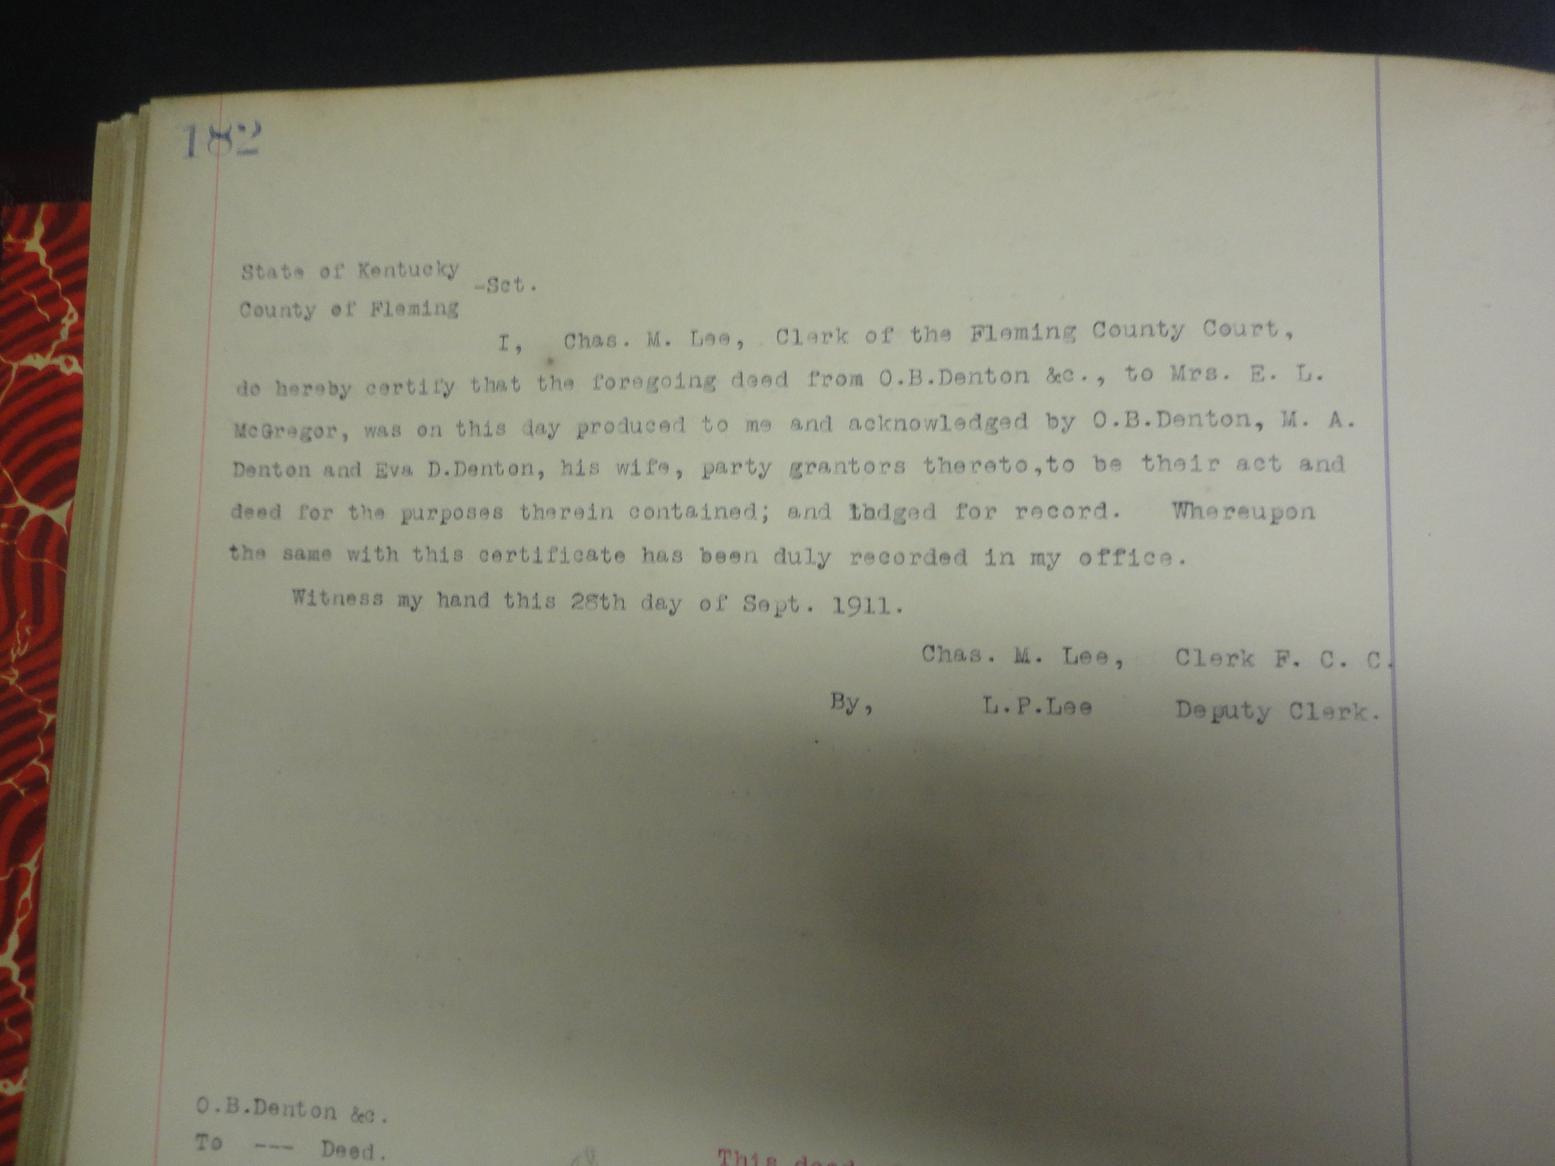 182
State of Kentucky
-Sct.
County of Fleming
I, Chas. M. Lee, Clerk of the Fleming County Court,
do hereby certify that the foregoing deed from O.B.Denton &c., to Mrs. E. L.
McGregor, was on this day produced to me and acknowledged by O.B.Denton, M. A.
Denton and Eva D.Denton, his wife, party grantors thereto,to be their act and
deed for the purposes therein contained; and lodged for record. Whereupon
the same with this certificate has been duly recorded in my office.
Witness my hand this 28th day of Sept. 1911.
Chas. M. Lee, Clerk F. C. C.
By, L.P.Lee Deputy Clerk.
O.B.Denton &c.
To --- Deed.
This deed